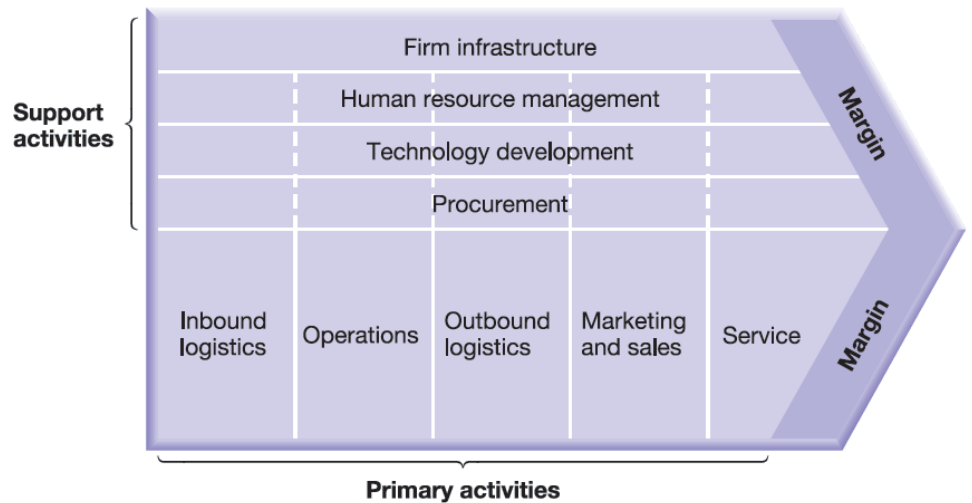 Firm infrastructure
Human resource management
Support
activities
Technology development
Procurement
Margin
Inbound
logistics
Operations
Outbound
logistics
Marketing
and sales
Service
Margin
Primary activities